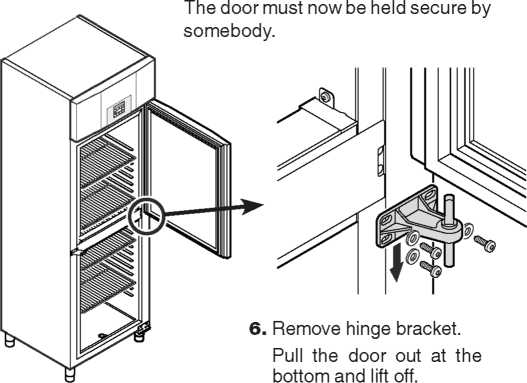 The door must now be held secure by
somebody.
6. Remove hinge bracket.
Pull the door out at the
bottom and lift off.